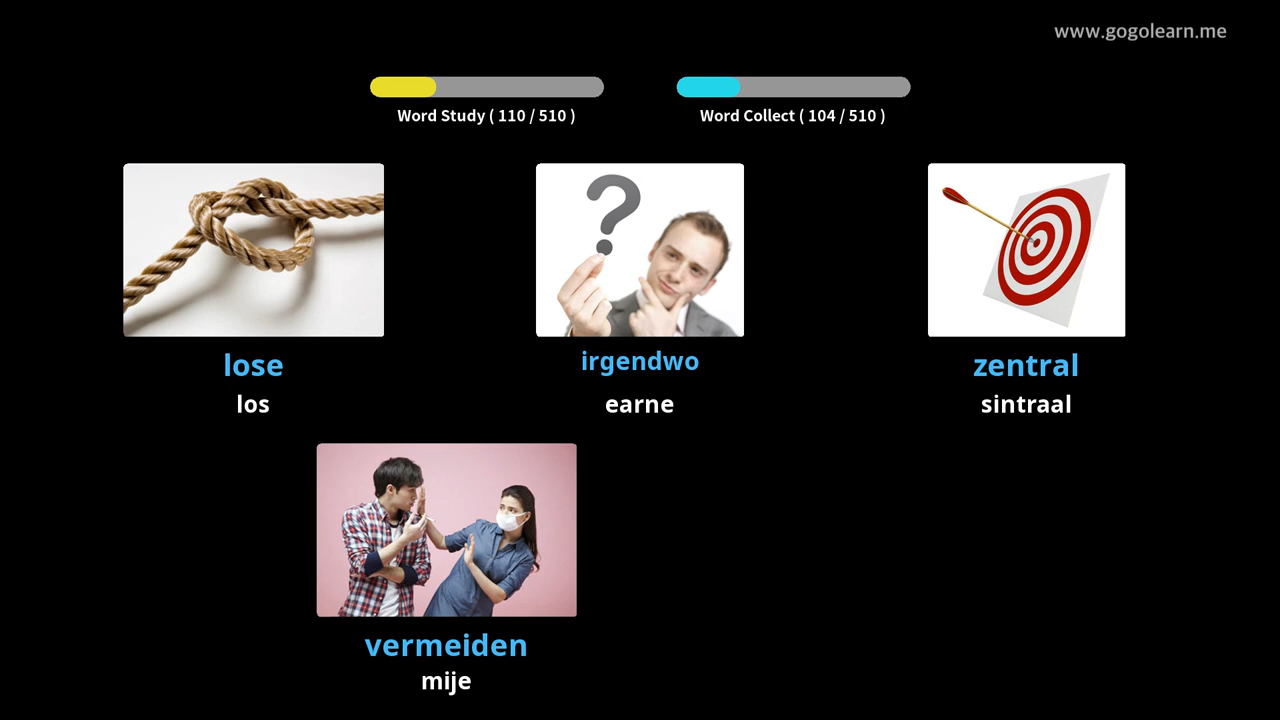 www.gogolearn.me
Word Study ( 110 / 510 )
Word Collect ( 104 / 510 )
lose
los
irgendwo
earne
zentral
sintraal
vermeiden
mije